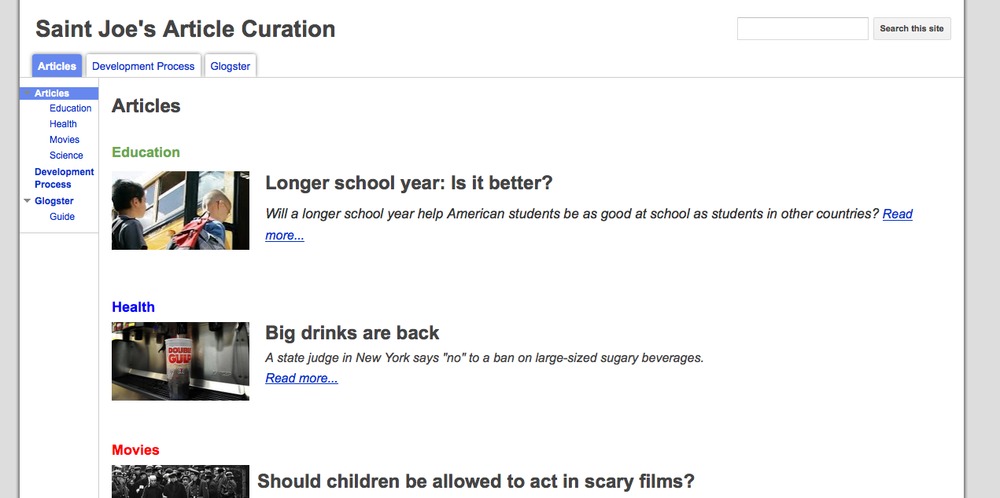 Saint Joe's Article Curation
Search this site
Articles
Development Process
Glogster
Articles
Education
Health
Movies
Science
Development
Process
Glogster
Guide
Articles
Education
Longer school year: Is it better?
Will a longer school year help American students be as good at school as students in other countries? Read
more...
Health
DOUBLE
GULP
Big drinks are back
A state judge in New York says "no" to a ban on large-sized sugary beverages.
Read more...
Movies
Should children be allowed to act in scary films?